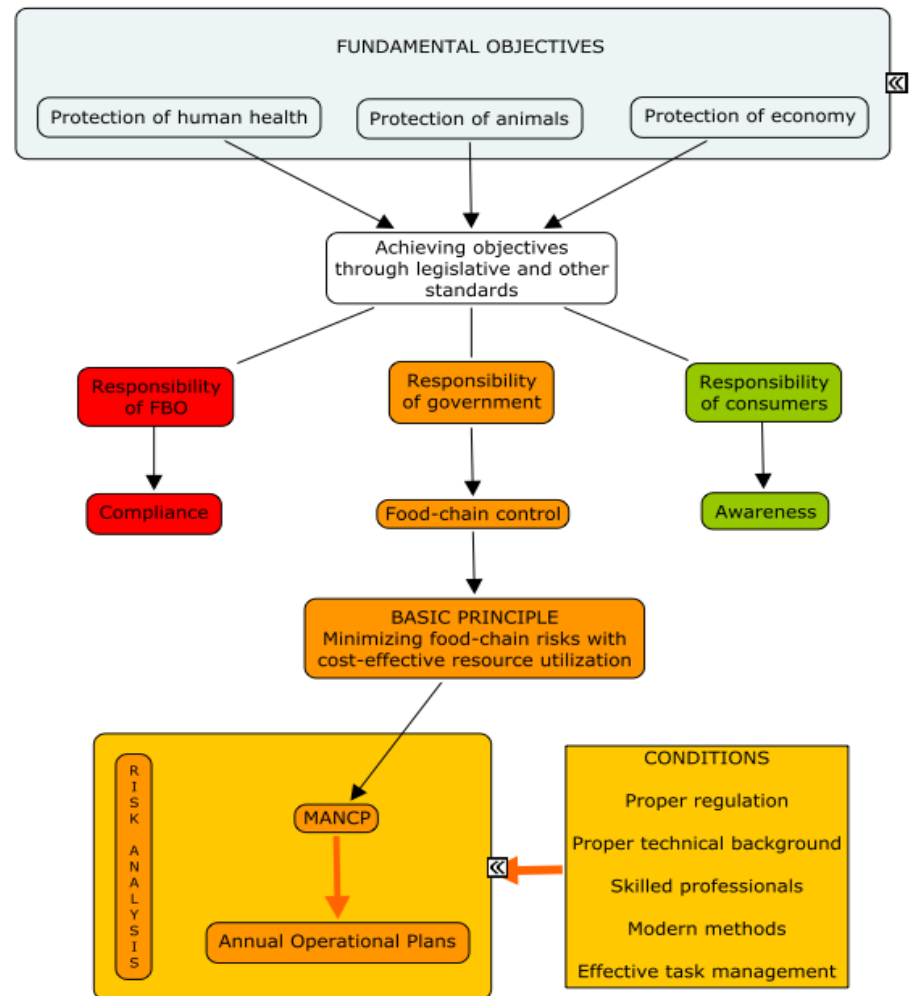 FUNDAMENTAL OBJECTIVES
Protection of human health
Protection of animals
Protection of economy
Achieving objectives
through legislative and other
standards
Responsibility
of FBO
Responsibility
of government
Responsibility
of consumers
Compliance
Food-chain control
Awareness
BASIC PRINCIPLE
Minimizing food-chain risks with
cost-effective resource utilization
RISK ANALYSIS
MANCP
Annual Operational Plans
CONDITIONS
Proper regulation
Proper technical background
Skilled professionals
Modern methods
Effective task management